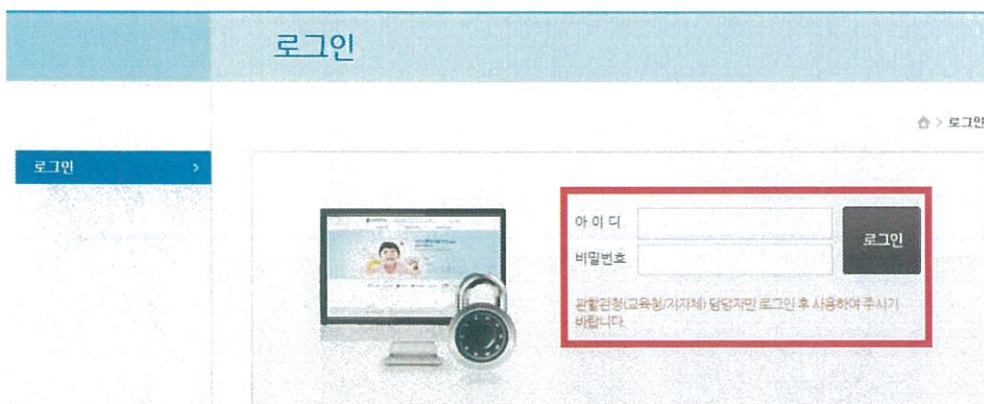 로그인
> 로그인
로그인 >
아 이 디
로그인
비밀번호
관할관청(교육청/지자체) 담당자만 로그인 후 사용하여 주시기
바랍니다.